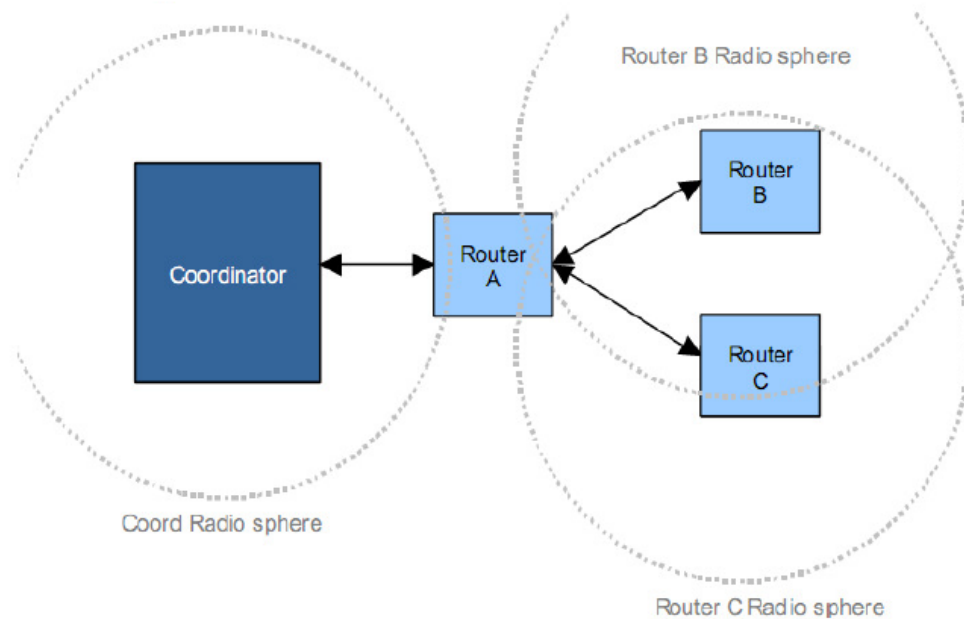 Router B Radio sphere
Router
B
Coordinator
Router
A
Router
C
Coord Radio sphere
Router C Radio sphere